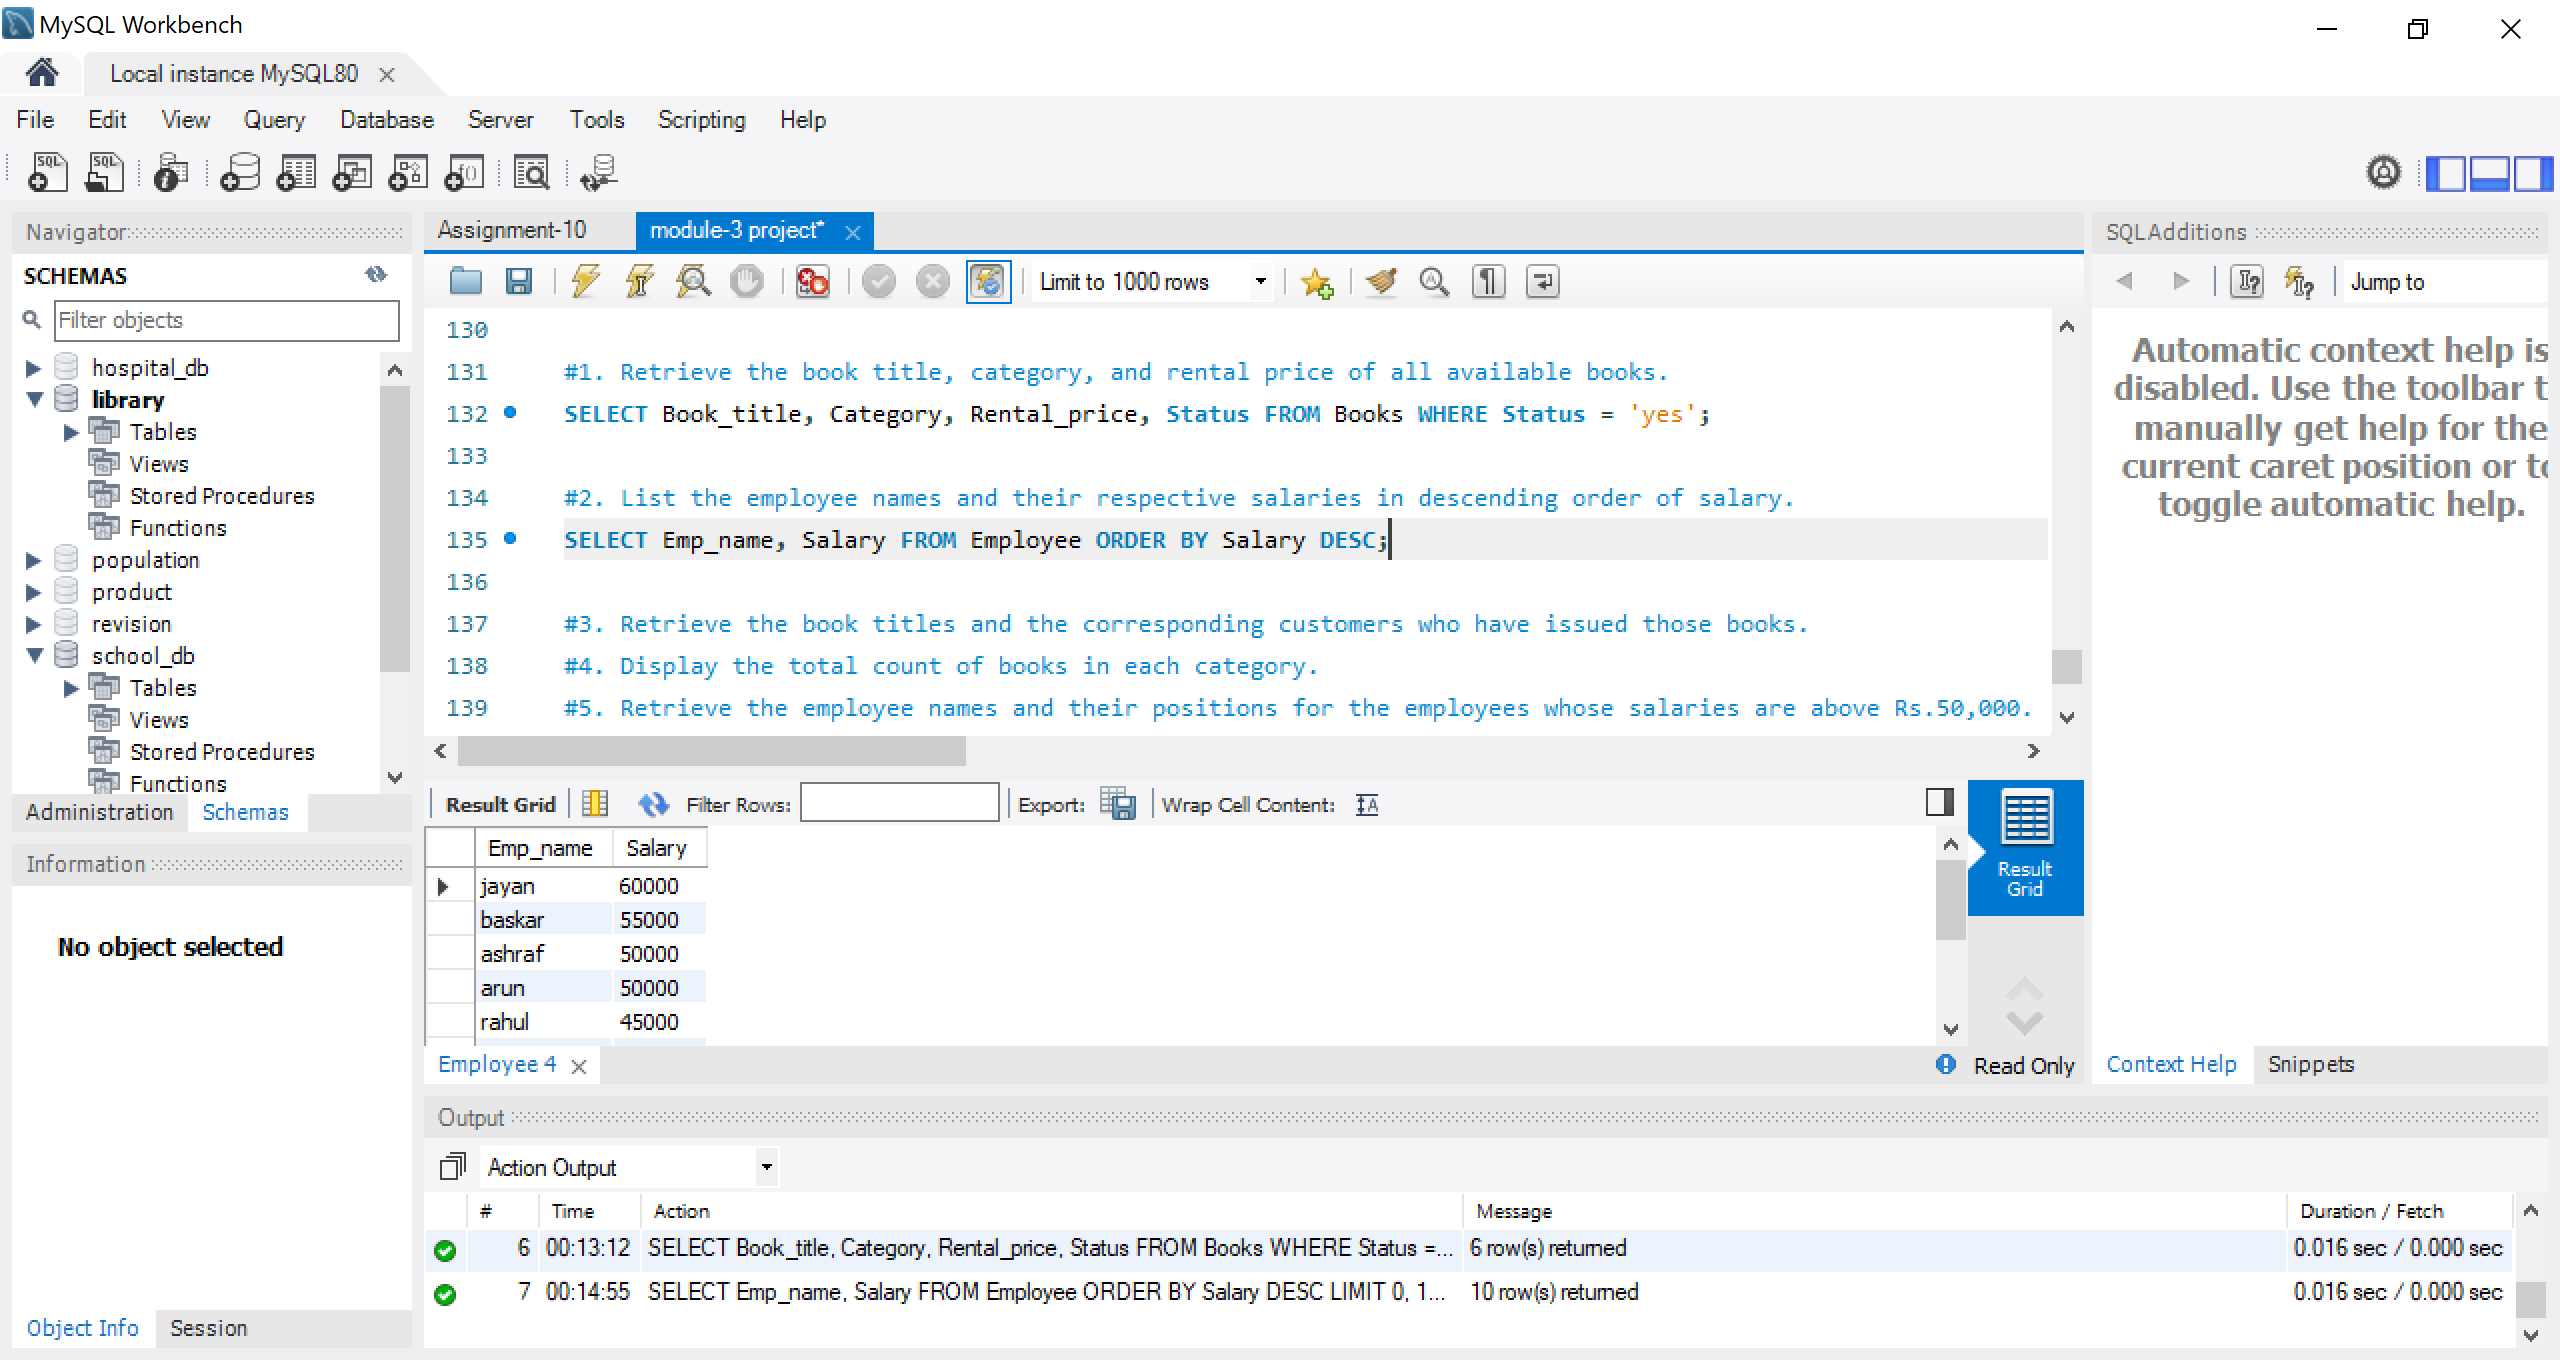 MySQL Workbench
Local instance MySQL80
File Edit View Query Database Server Tools Scripting Help
Navigator
SCHEMAS
Filter objects
hospital_db
library
Tables
Views
Stored Procedures
Functions
population
product
revision
school_db
Tables
Views
Stored Procedures
Functions
Administration Schemas
Information
No object selected
Object Info Session
Assignment-10 module-3 project*
Limit to 1000 rows
130
131 #1. Retrieve the book title, category, and rental price of all available books.
132 SELECT Book_title, Category, Rental_price, Status FROM Books WHERE Status = 'yes';
133
134 #2. List the employee names and their respective salaries in descending order of salary.
135 SELECT Emp_name, Salary FROM Employee ORDER BY Salary DESC;
136
137 #3. Retrieve the book titles and the corresponding customers who have issued those books.
138 #4. Display the total count of books in each category.
139 #5. Retrieve the employee names and their positions for the employees whose salaries are above Rs.50,000.
Result Grid Filter Rows: Export: Wrap Cell Content:
Emp_name Salary
jayan 60000
baskar 55000
ashraf 50000
arun 50000
rahul 45000
Result
Grid
Employee 4
Read Only
SQLAdditions
Jump to
Automatic context help is
disabled. Use the toolbar t
manually get help for the
current caret position or to
toggle automatic help.
Context Help Snippets
Output
Action Output
# Time Action Message Duration / Fetch
6 00:13:12 SELECT Book_title, Category, Rental_price, Status FROM Books WHERE Status =... 6 row(s) returned 0.016 sec / 0.000 sec
7 00:14:55 SELECT Emp_name, Salary FROM Employee ORDER BY Salary DESC LIMIT 0, 1... 10 row(s) returned 0.016 sec / 0.000 sec